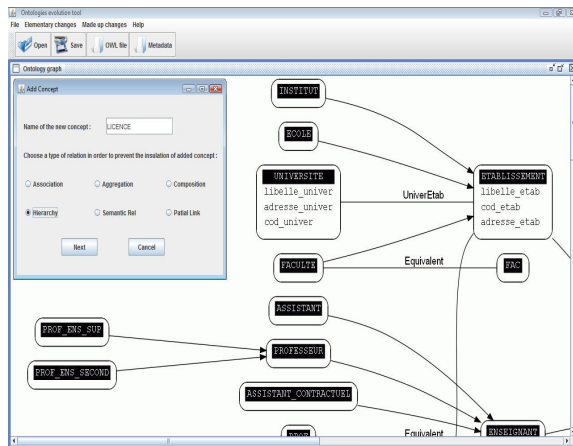 Ontologies evolution tool
File Elementary changes Made up changes Help
Open Save OWL file Metadata
Ontology graph
Add Concept
Name of the new concept : LICENCE
Choose a type of relation in order to prevent the insulation of added concept :
Association Aggregation Composition
Hierarchy Semantic Rel Patial Link
Next Cancel
INSTITUT
ECOLE
UNIVERSITE
libelle_univer
adresse_univer
cod_univer
UniverEtab
ETABLISSEMENT
libelle_etab
cod_etab
adresse_etab
FACULTE
Equivalent
FAC
ASSISTANT
PROF_ENS_SUP
PROFESSEUR
PROF_ENS_SECOND
ASSISTANT_CONTRACTUEL
Equivalent
ENSEIGNANT